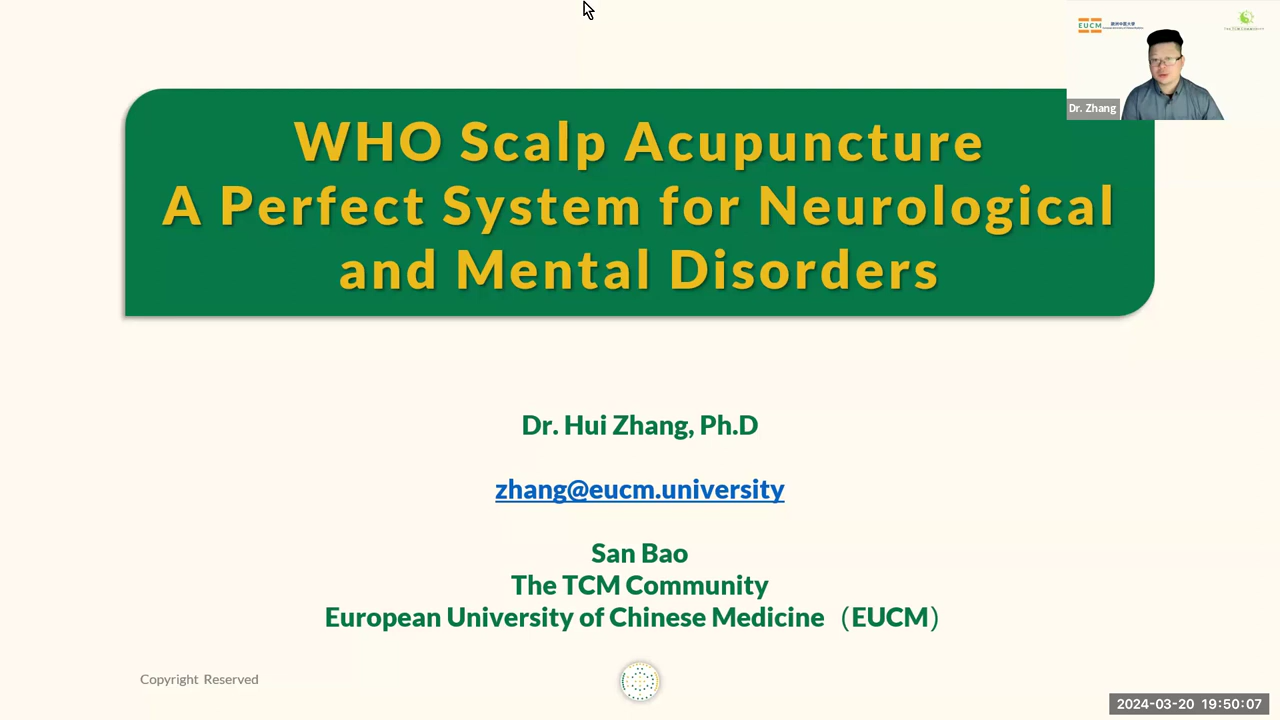 EUCM
WHO Scalp Acupuncture
A Perfect System for Neurological
and Mental Disorders
Dr. Zhang
Dr. Hui Zhang, Ph.D
zhang@eucm.university
San Bao
The TCM Community
European University of Chinese Medicine（EUCM）
Copyright Reserved
2024-03-20 19:50:07